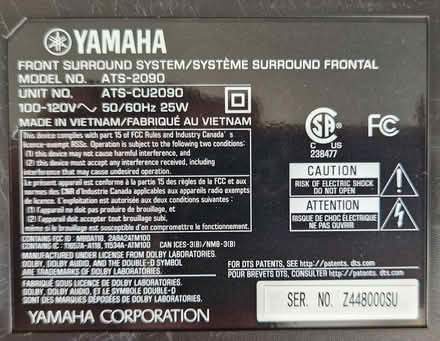 YAMAHA
FRONT SURROUND SYSTEM/SYSTÈME SURROUND FRONTAL
MODEL NO. ATS-2090
UNIT NO. ATS-CU2090
100-120V~ 50/60Hz 25W
MADE IN VIETNAM/FABRIQUÉ AU VIETNAM
This device complies with part 15 of FCC Rules and Industry Canada's
licence-exempt RSSs. Operation is subject to the following two conditions:
(1) this device may not cause harmful interference, and
(2) this device must accept any interference received, including
interference that may cause undesired operation.
Le présent appareil est conforme à la partie 15 des règles de la FCC et aux
normes des CNR d'Industrie Canada applicables aux appareils radio exempts
de licence. L'exploitation est autorisée aux deux conditions suivantes:
(1) l'appareil ne doit pas produire de brouillage, et
(2) l'appareil doit accepter tout brouillage subi,
même si le brouillage est susceptible d'en compromettre le fonctionnement.
CONTAINS IC : 11657A-A118, 11534A-ATM100 CAN ICES-3(B)/NMB-3(B)
MANUFACTURED UNDER LICENSE FROM DOLBY LABORATORIES.
DOLBY, DOLBY AUDIO, AND THE DOUBLE-D SYMBOL
ARE TRADEMARKS OF DOLBY LABORATORIES.
FABRIQUÉ SOUS LICENCE DE DOLBY LABORATORIES.
DOLBY, DOLBY AUDIO, ET LE SYMBOLE DOUBLE-D
SONT DES MARQUES DÉPOSÉES DE DOLBY LABORATORIES.
YAMAHA CORPORATION
C US
238477
FC
CAUTION
RISK OF ELECTRIC SHOCK
DO NOT OPEN
ATTENTION
RISQUE DE CHOC ÉLECTRIQUE
NE PAS OUVRIR
FOR DTS PATENTS, SEE http://patents.dts.com.
POUR BREVETS DTS, CONSULTER http://patents.dts.com.
SER. NO. Z448000SU